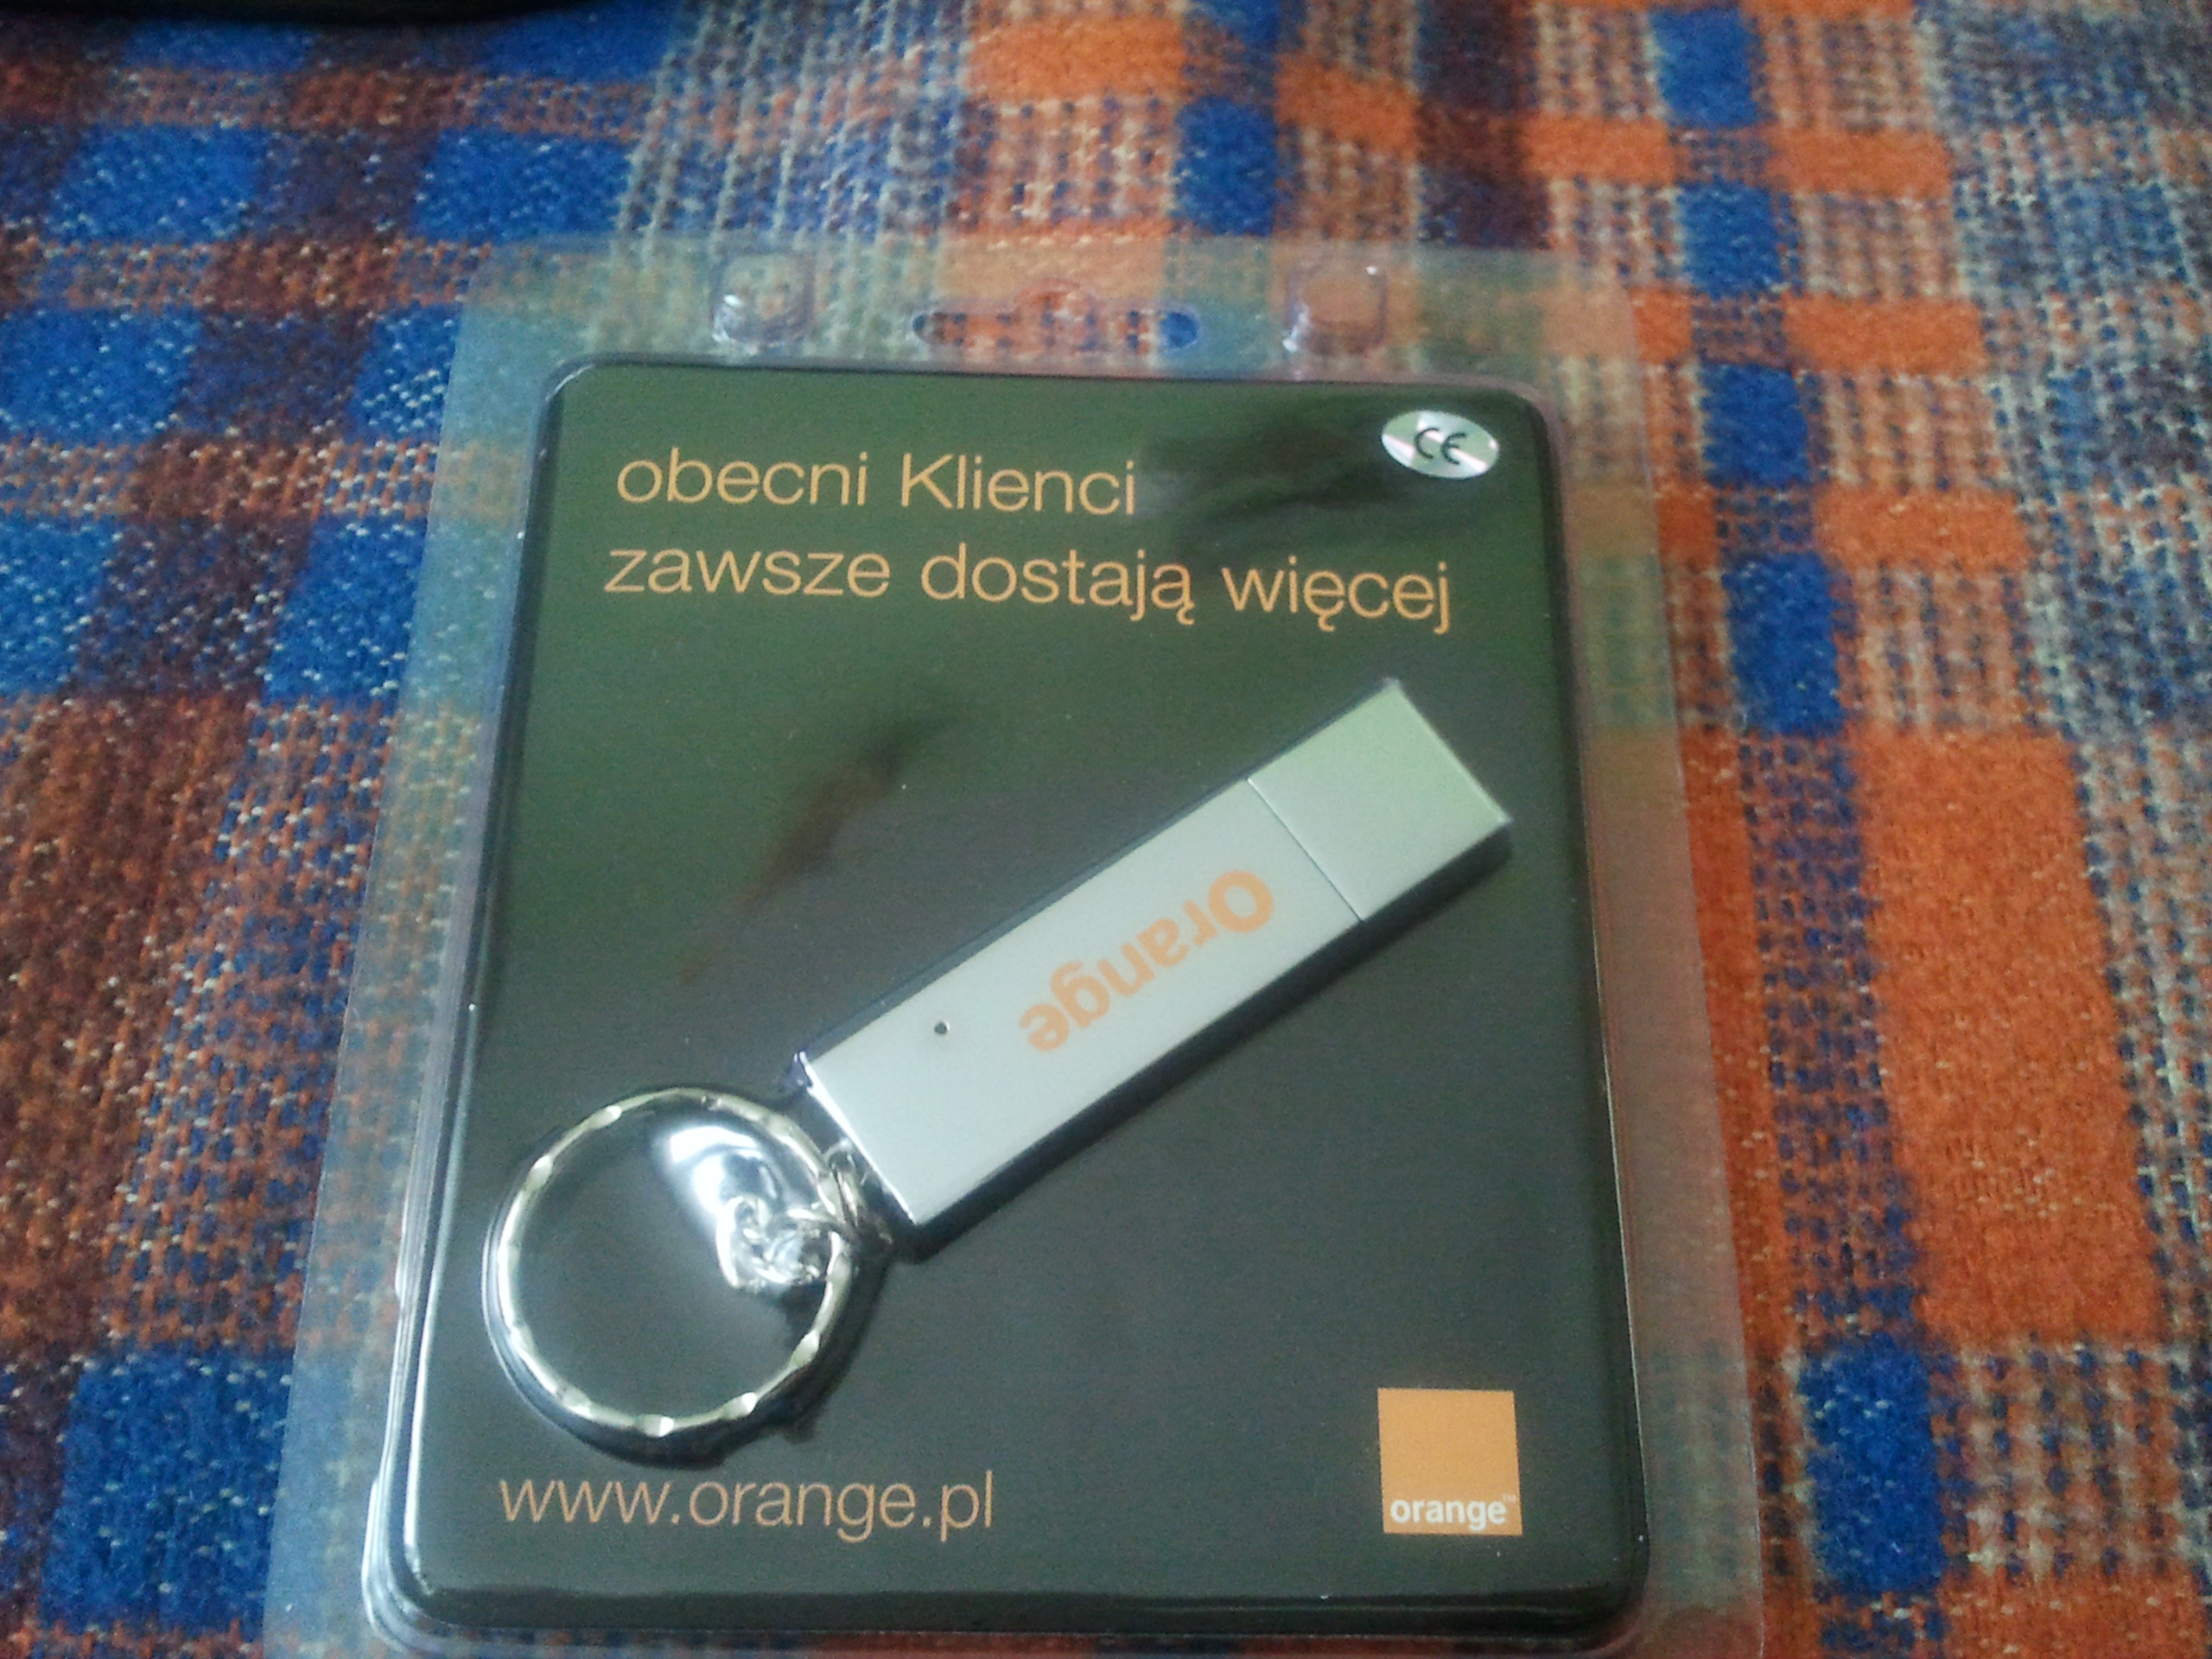 CE
obecni Klienci
zawsze dostają więcej
Orange
www.orange.pl
orange™